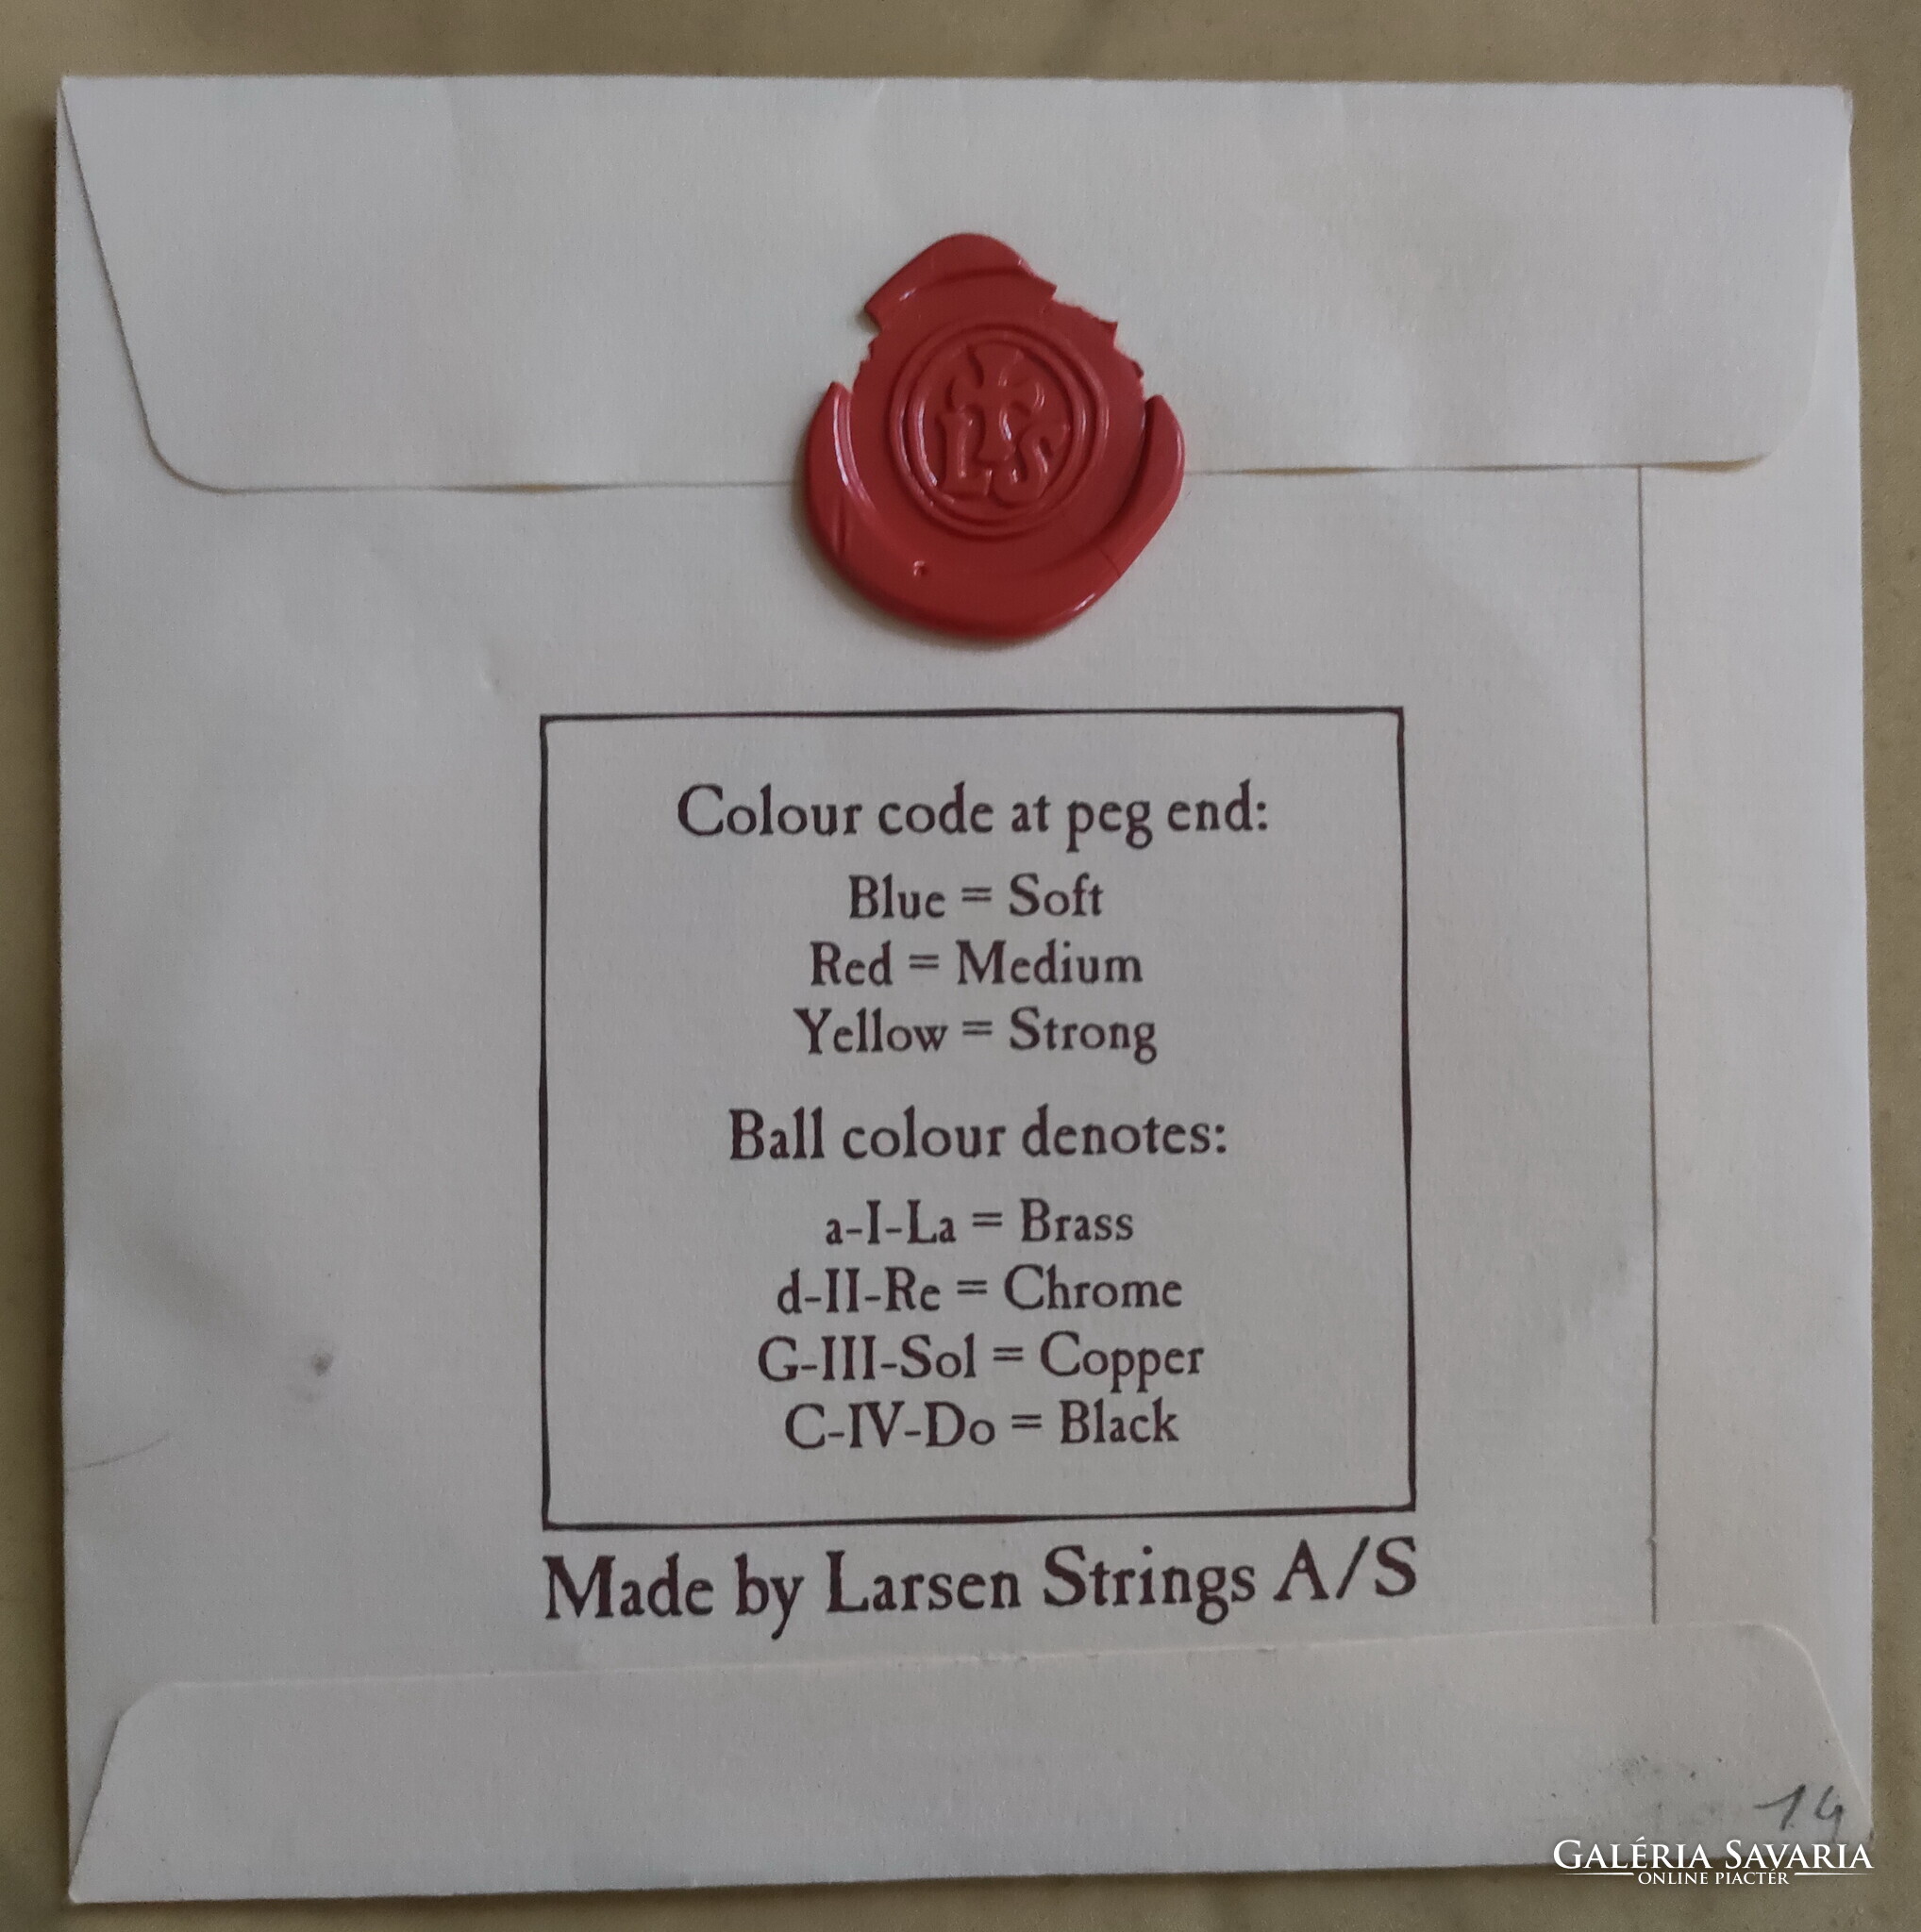 LS
Colour code at peg end:
Blue = Soft
Red = Medium
Yellow = Strong
Ball colour denotes:
a-I-La = Brass
d-II-Re = Chrome
G-III-Sol = Copper
C-IV-Do = Black
Made by Larsen Strings A/S
14
GALÉRIA SAVARIA
ONLINE PIACTÉR